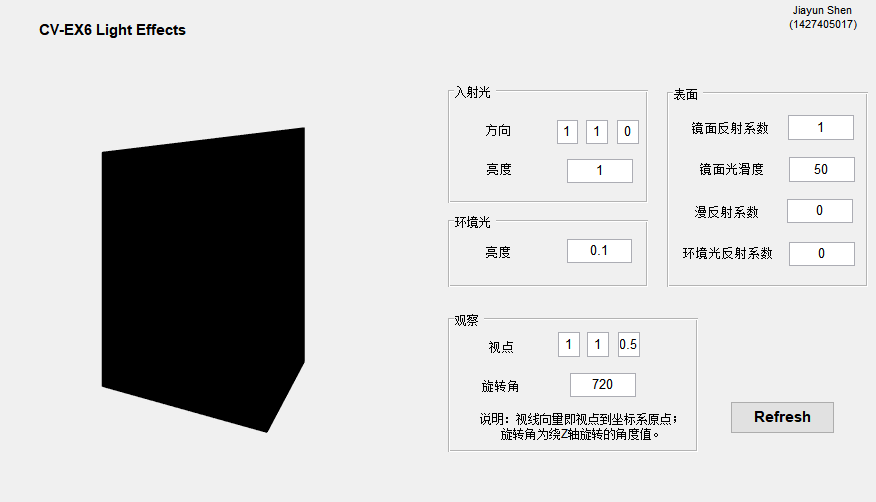 CV-EX6 Light Effects
Jiayun Shen
(1427405017)
入射光
方向 1 1 0
亮度 1
环境光
亮度 0.1
表面
镜面反射系数 1
镜面光滑度 50
漫反射系数 0
环境光反射系数 0
观察
视点 1 1 0.5
旋转角 720
说明：视线向量即视点到坐标系原点；
旋转角为绕Z轴旋转的角度值。
Refresh